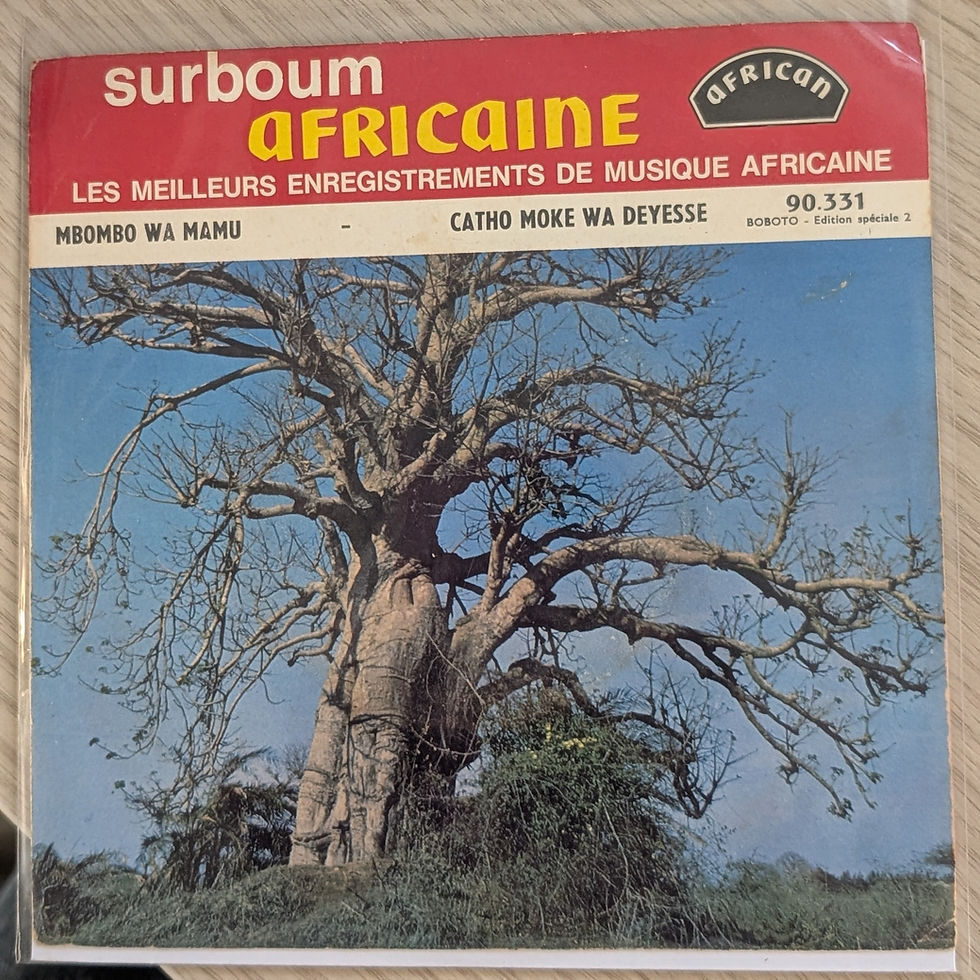 surboum
aFRICaINE
AFRICAN
LES MEILLEURS ENREGISTREMENTS DE MUSIQUE AFRICAINE
MBOMBO WA MAMU - CATHO MOKE WA DEYESSE
90.331
BOBOTO - Edition spéciale 2